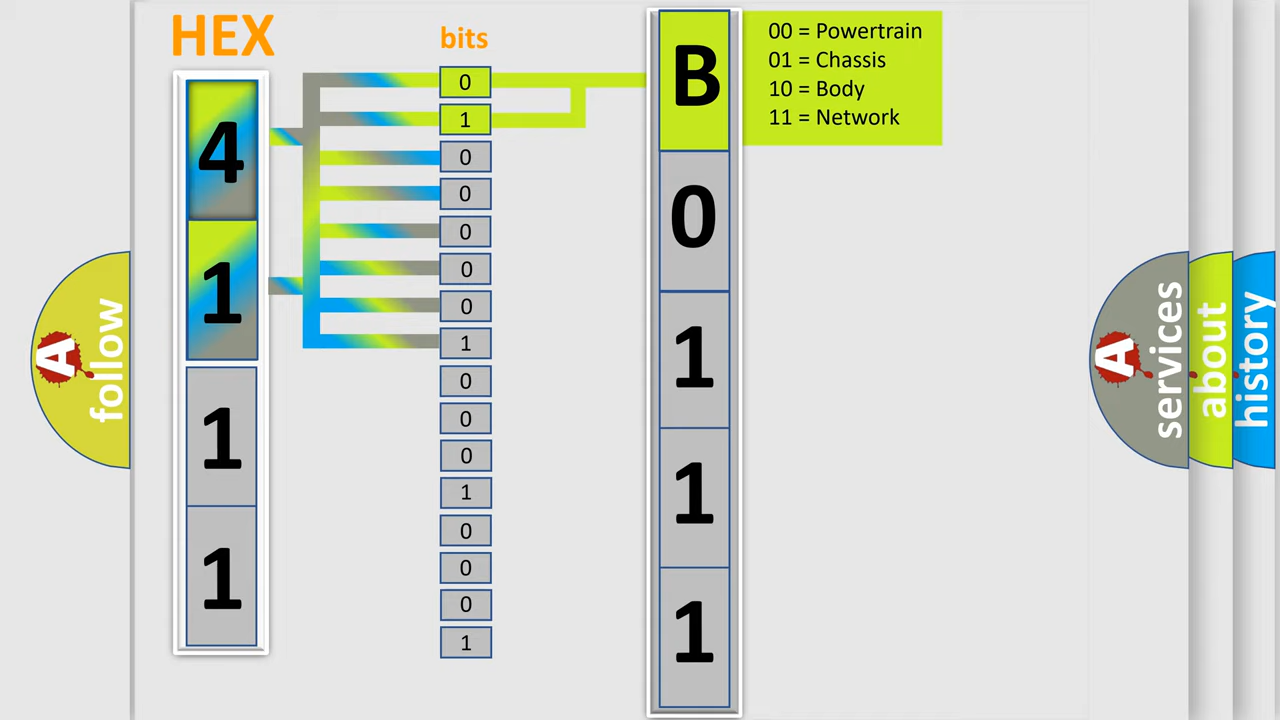 HEX
bits
4
1
1
1
0
1
0
0
0
0
0
1
0
0
0
1
0
0
0
1
B
0
1
1
1
00 = Powertrain
01 = Chassis
10 = Body
11 = Network
A
follow
A
services
about
history